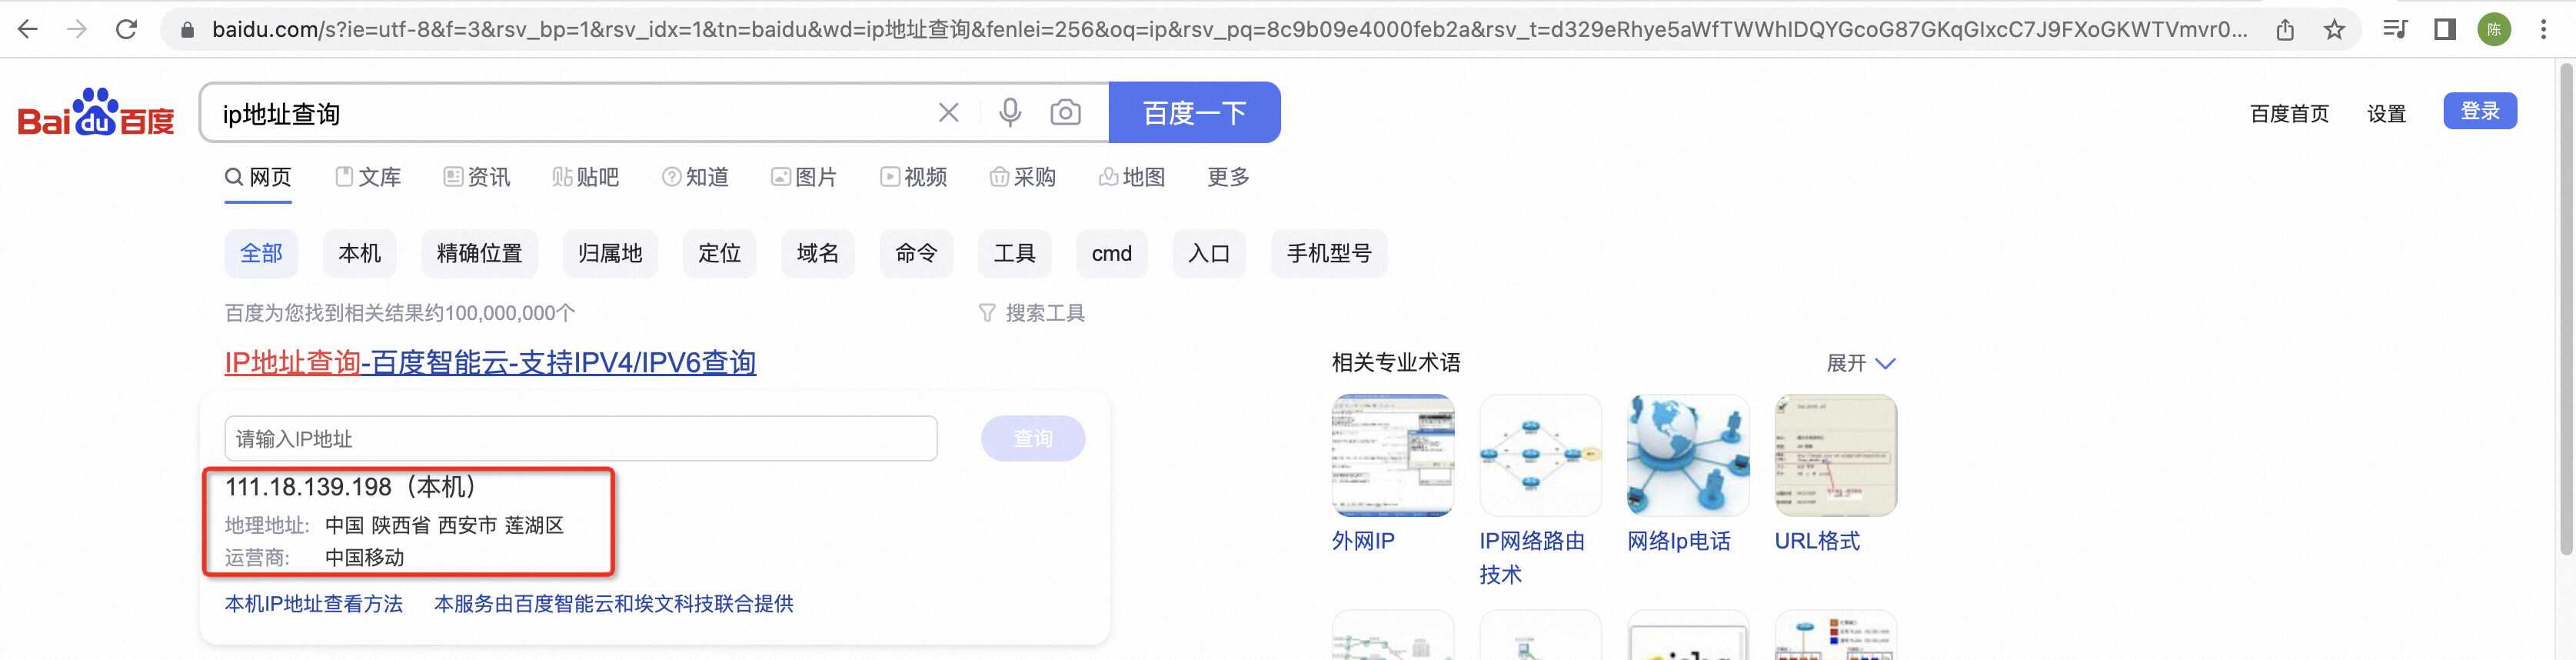 baidu.com/s?ie=utf-8&f=3&rsv_bp=1&rsv_idx=1&tn=baidu&wd=ip地址查询&fenlei=256&oq=ip&rsv_pq=8c9b09e4000feb2a&rsv_t=d329eRhye5aWfTWWhIDQYGcoG87GKqGIxcC7J9FXoGKWTVmvr0...
陈
Bai du 百度
ip地址查询
百度一下
百度首页 设置 登录
网页 文库 资讯 贴吧 知道 图片 视频 采购 地图 更多
全部 本机 精确位置 归属地 定位 域名 命令 工具 cmd 入口 手机型号
百度为您找到相关结果约100,000,000个 搜索工具
IP地址查询-百度智能云-支持IPV4/IPV6查询
请输入IP地址 查询
111.18.139.198（本机）
地理地址: 中国 陕西省 西安市 莲湖区
运营商: 中国移动
本机IP地址查看方法 本服务由百度智能云和埃文科技联合提供
相关专业术语 展开
外网IP IP网络路由 网络Ip电话 URL格式
技术